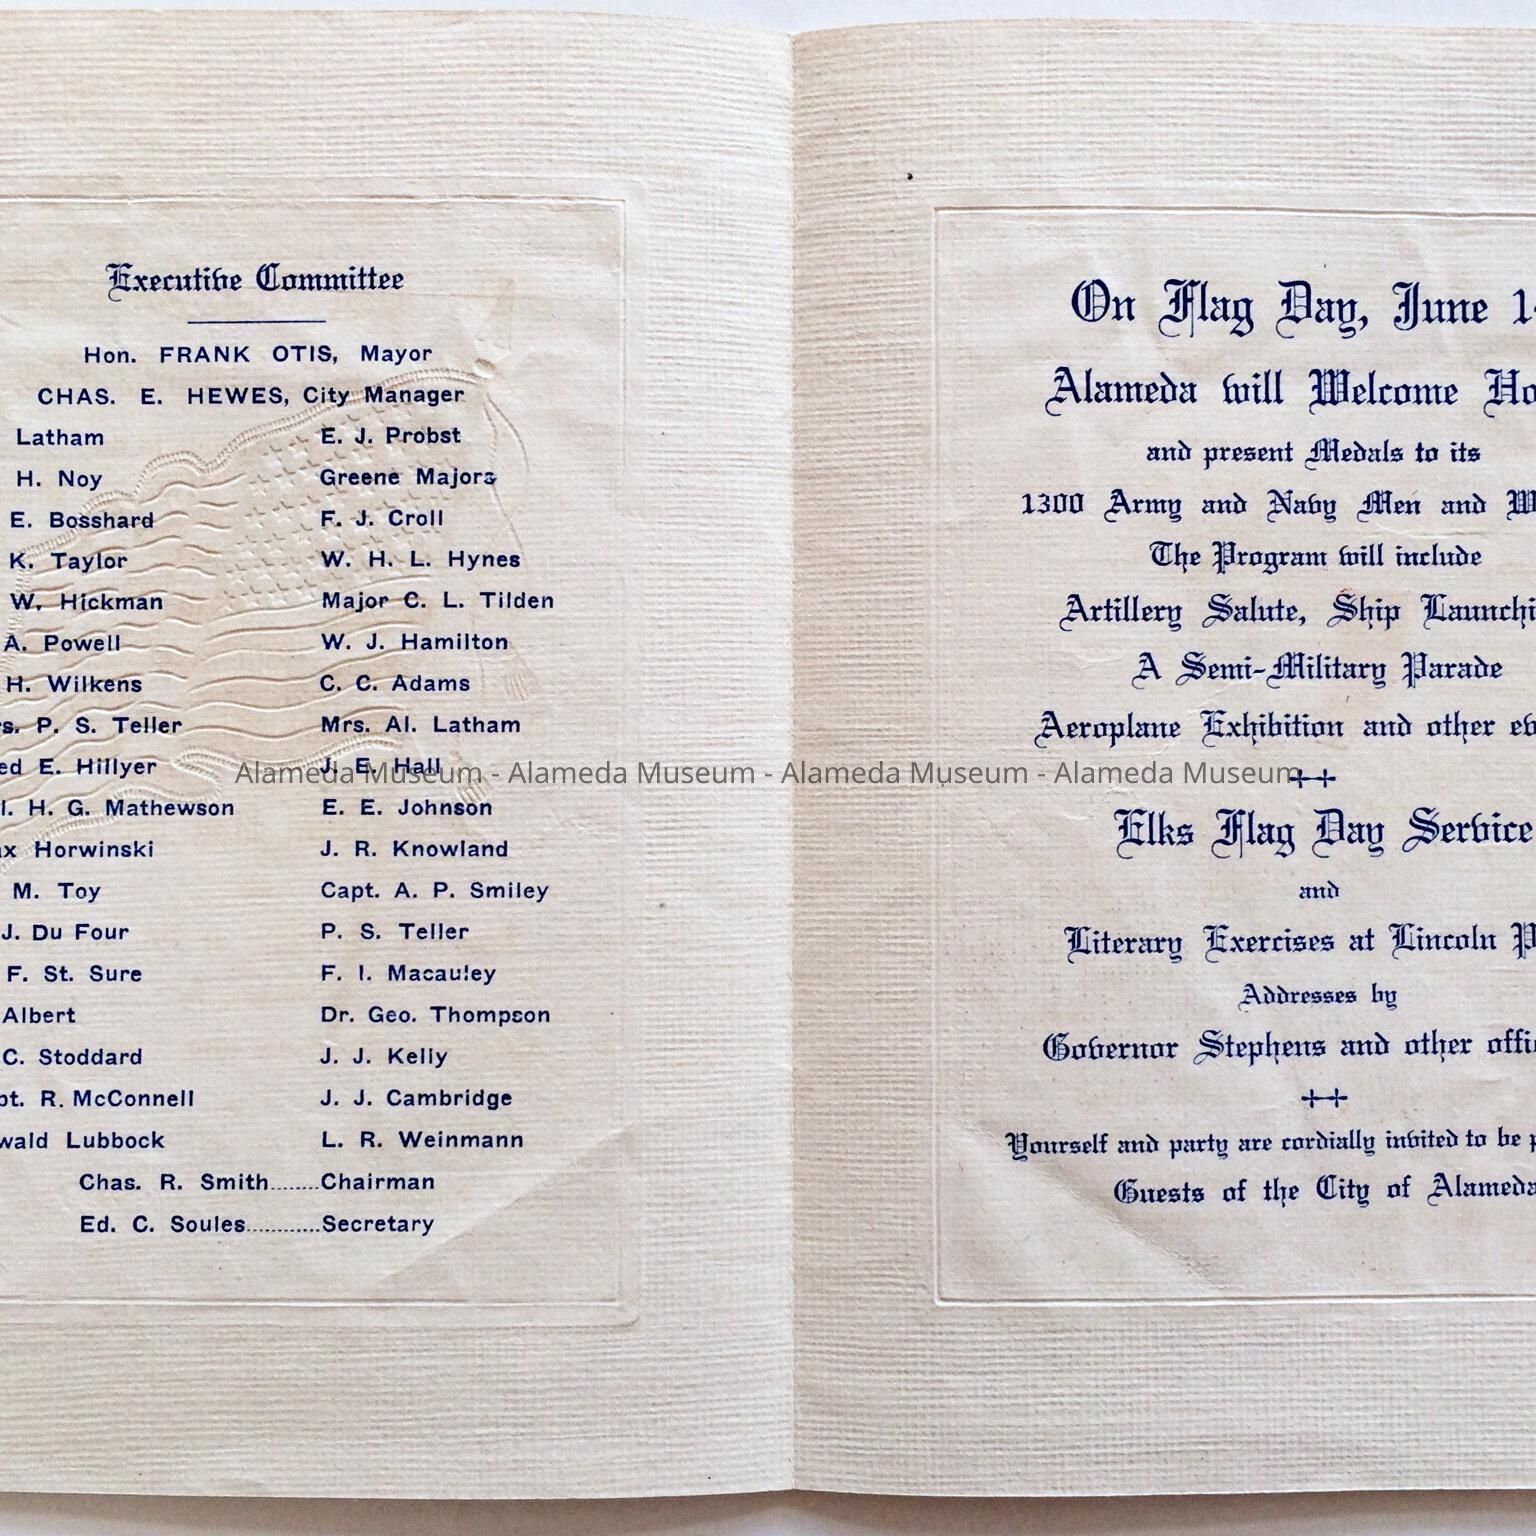 Executive Committee
Hon. FRANK OTIS, Mayor
CHAS. E. HEWES, City Manager
Latham E. J. Probst
H. Noy Greene Majors
E. Bosshard F. J. Croll
K. Taylor W. H. L. Hynes
W. Hickman Major C. L. Tilden
A. Powell W. J. Hamilton
H. Wilkens C. C. Adams
P. S. Teller Mrs. Al. Latham
E. Hillyer J. E. Hall
H. G. Mathewson E. E. Johnson
Horwinski J. R. Knowland
M. Toy Capt. A. P. Smiley
J. Du Four P. S. Teller
F. St. Sure F. I. Macauley
Albert Dr. Geo. Thompson
C. Stoddard J. J. Kelly
R. McConnell J. J. Cambridge
Lubbock L. R. Weinmann
Chas. R. Smith.......Chairman
Ed. C. Soules............Secretary
On Flag Day, June
Alameda will Welcome
and present Medals to its
1300 Army and Navy Men and
The Program will include
Artillery Salute, Ship
A Semi-Military Parade
Aeroplane Exhibition and other
Elks Flag Day Service
and
Literary Exercises at Lincoln
Addresses by
Governor Stephens and other
Yourself and party are cordially invited to be
Guests of the City of Alameda
Alameda Museum - Alameda Museum - Alameda Museum - Alameda Museum